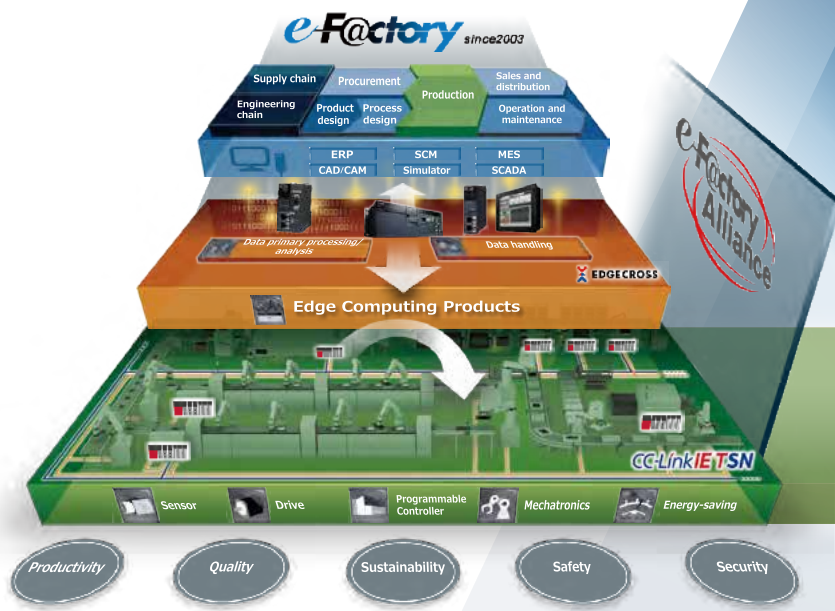 e-F@ctory since2003
Supply chain
Procurement
Production
Sales and
distribution
Engineering
chain
Product
design
Process
design
Operation and
maintenance
ERP
SCM
MES
CAD/CAM
Simulator
SCADA
Data primary processing/
analysis
Data handling
EDGECROSS
Edge Computing Products
e-F@ctory
Alliance
CC-Link IE TSN
Sensor
Drive
Programmable
Controller
Mechatronics
Energy-saving
Productivity
Quality
Sustainability
Safety
Security